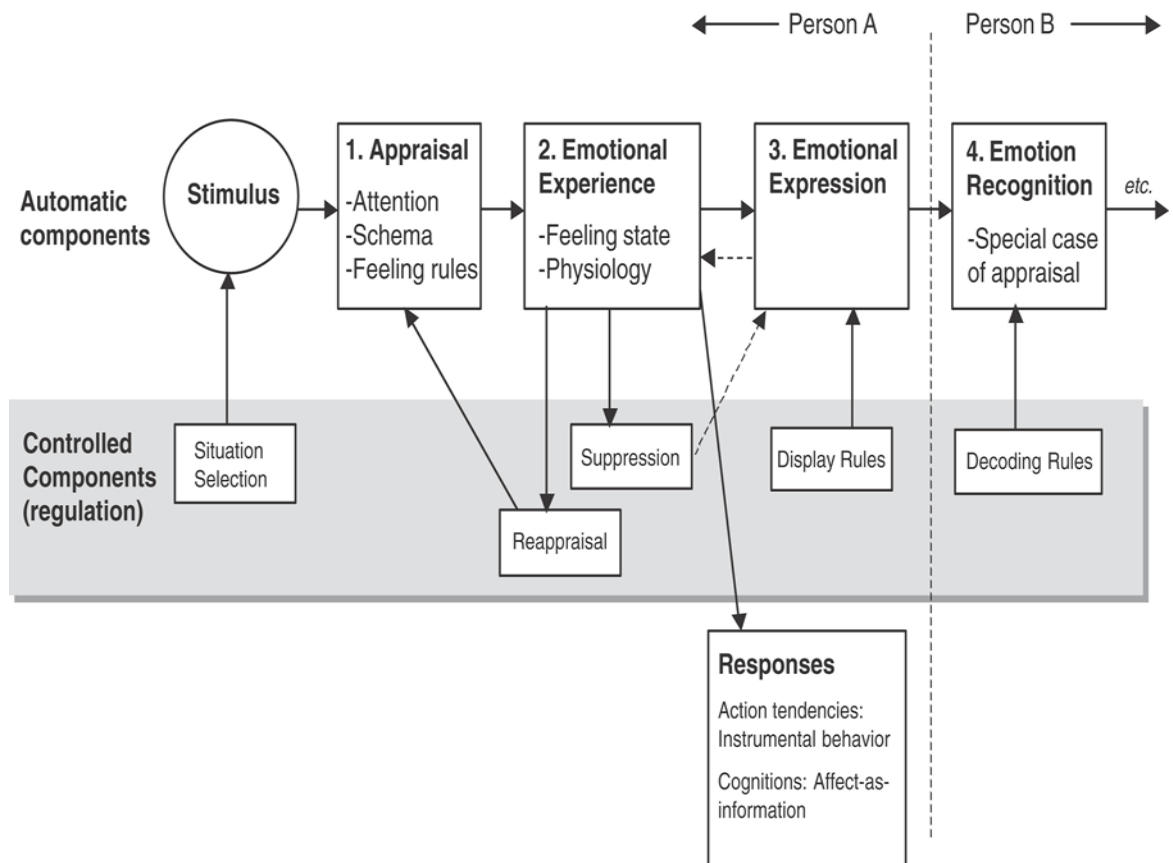 Person A
Person B
Automatic
components
Stimulus
1. Appraisal
-Attention
-Schema
-Feeling rules
2. Emotional
Experience
-Feeling state
-Physiology
3. Emotional
Expression
4. Emotion
Recognition
-Special case
of appraisal
etc.
Controlled
Components
(regulation)
Situation
Selection
Reappraisal
Suppression
Display Rules
Decoding Rules
Responses
Action tendencies:
Instrumental behavior
Cognitions: Affect-as-
information